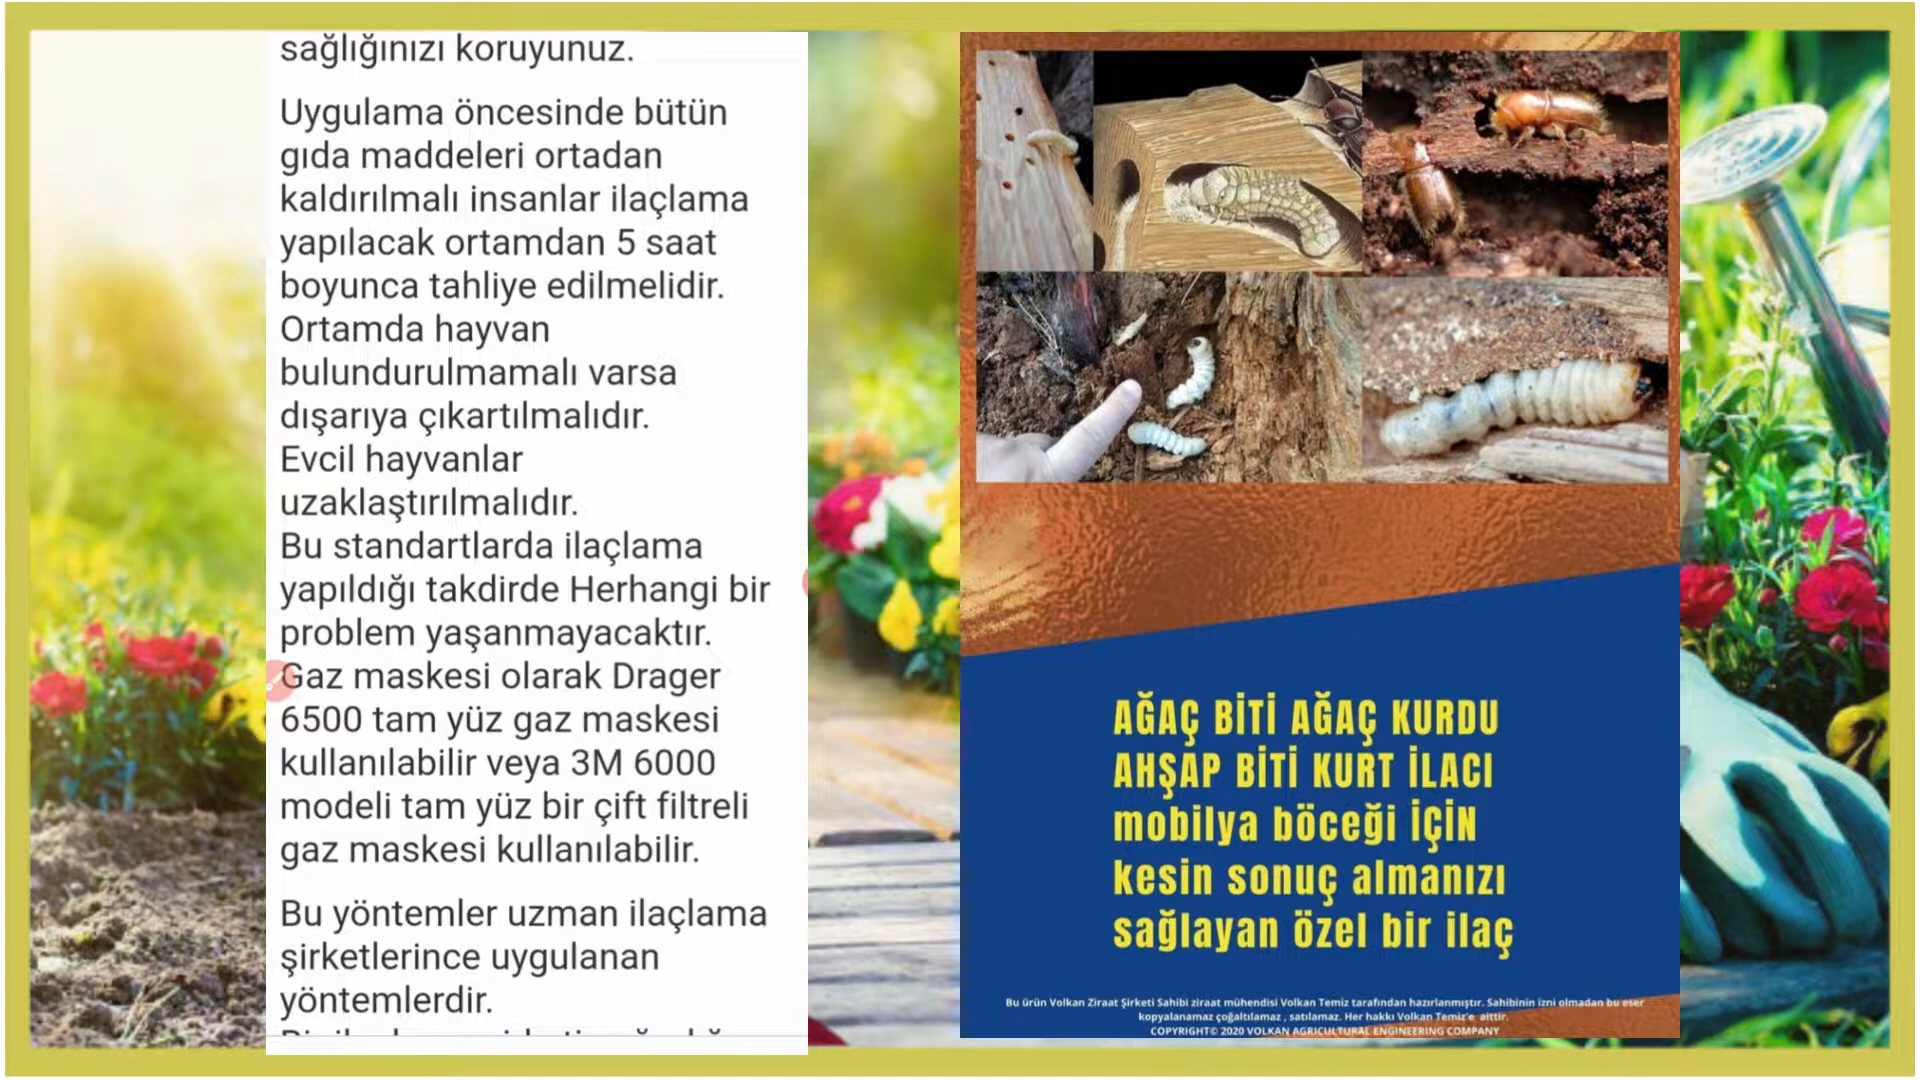 sağlığınızı koruyunuz.
Uygulama öncesinde bütün
gıda maddeleri ortadan
kaldırılmalı insanlar ilaçlama
yapılacak ortamdan 5 saat
boyunca tahliye edilmelidir.
Ortamda hayvan
bulundurulmamalı varsa
dışarıya çıkartılmalıdır.
Evcil hayvanlar
uzaklaştırılmalıdır.
Bu standartlarda ilaçlama
yapıldığı takdirde Herhangi bir
problem yaşanmayacaktır.
Gaz maskesi olarak Drager
6500 tam yüz gaz maskesi
kullanılabilir veya 3M 6000
modeli tam yüz bir çift filtreli
gaz maskesi kullanılabilir.
Bu yöntemler uzman ilaçlama
şirketlerince uygulanan
yöntemlerdir.
AĞAÇ BİTİ AĞAÇ KURDU
AHŞAP BİTİ KURT İLACI
mobilya böceği İÇİN
kesin sonuç almanızı
sağlayan özel bir ilaç
Bu ürün Volkan Ziraat Şirketi Sahibi ziraat mühendisi Volkan Temiz tarafından hazırlanmıştır. Sahibinin izni olmadan bu eser
kopyalanamaz çoğaltılamaz , satılamaz. Her hakkı Volkan Temiz'e aittir.
COPYRIGHT© 2020 VOLKAN AGRICULTURAL ENGINEERING COMPANY